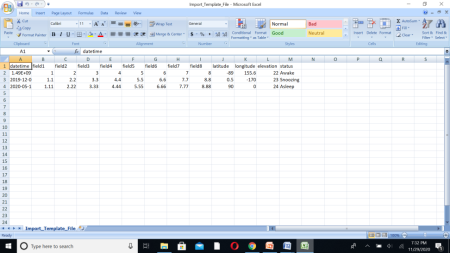 Import_Template_File - Microsoft Excel
Home Insert Page Layout Formulas Data Review View
Paste
Cut
Copy
Format Painter
Clipboard
Calibri 11
Font
Wrap Text
Merge & Center
Alignment
General
Number
Conditional Formatting
Format as Table
Normal Bad
Good Neutral
Styles
Insert Delete Format
Cells
AutoSum
Fill
Clear
Sort & Filter
Find & Select
Editing
A1 fx datetime
A B C D E F G H I J K L M N O P Q R S
1 datetime field1 field2 field3 field4 field5 field6 field7 field8 latitude longitude elevation status
2 1.49E+09 1 2 3 4 5 6 7 8 -89 155.6 22 Awake
3 2019-12-0 1.1 2.2 3.3 4.4 5.5 6.6 7.7 8.8 0.5 -170 23 Snoozing
4 2020-05-1 1.11 2.22 3.33 4.44 5.55 6.66 7.77 8.88 90 0 24 Asleep
5
6
7
8
9
10
11
12
13
14
15
16
17
18
19
20
21
22
23
24
Import_Template_File
Ready
Type here to search
7:32 PM
11/29/2020